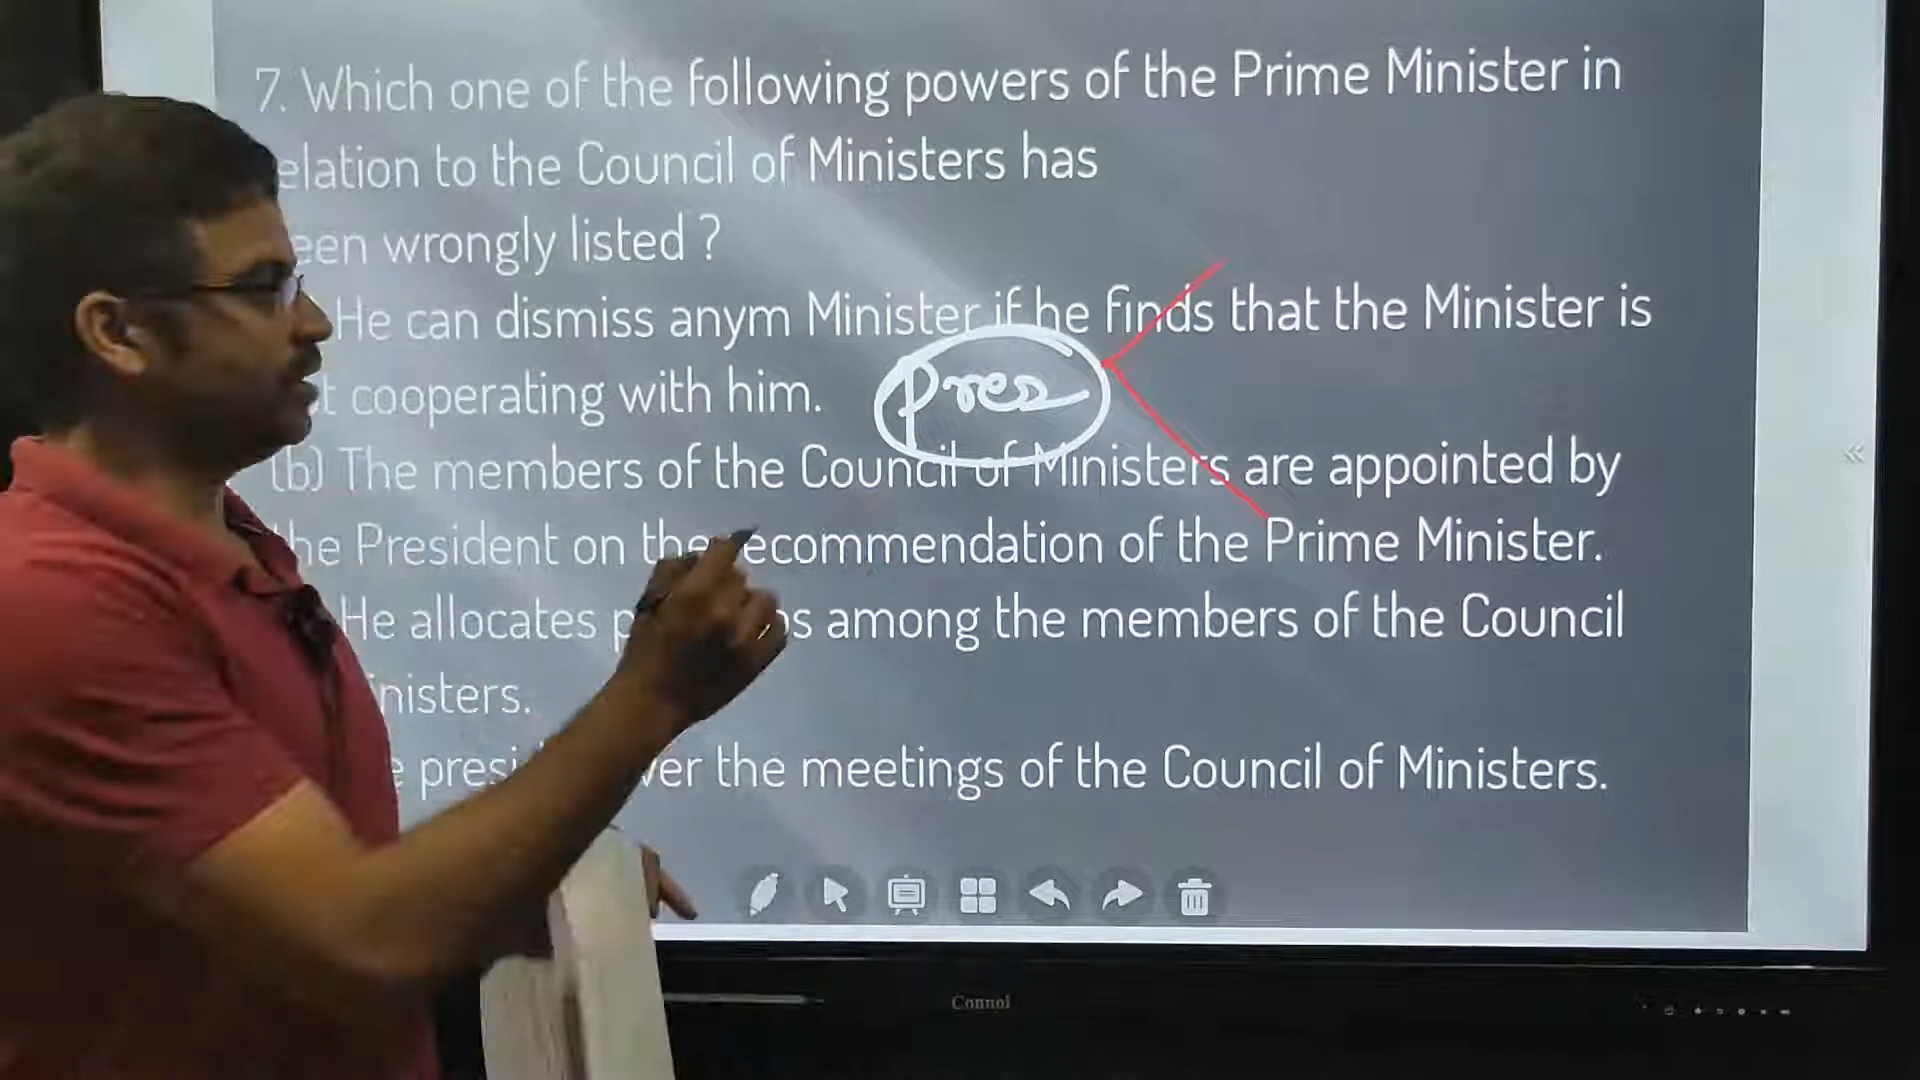 7. Which one of the following powers of the Prime Minister in
elation to the Council of Ministers has
een wrongly listed ?
He can dismiss anym Minister if he finds that the Minister is
t cooperating with him.
Pres
(b) The members of the Council of Ministers are appointed by
he President on the ecommendation of the Prime Minister.
He allocates among the members of the Council
nisters.
presi ver the meetings of the Council of Ministers.
Connol